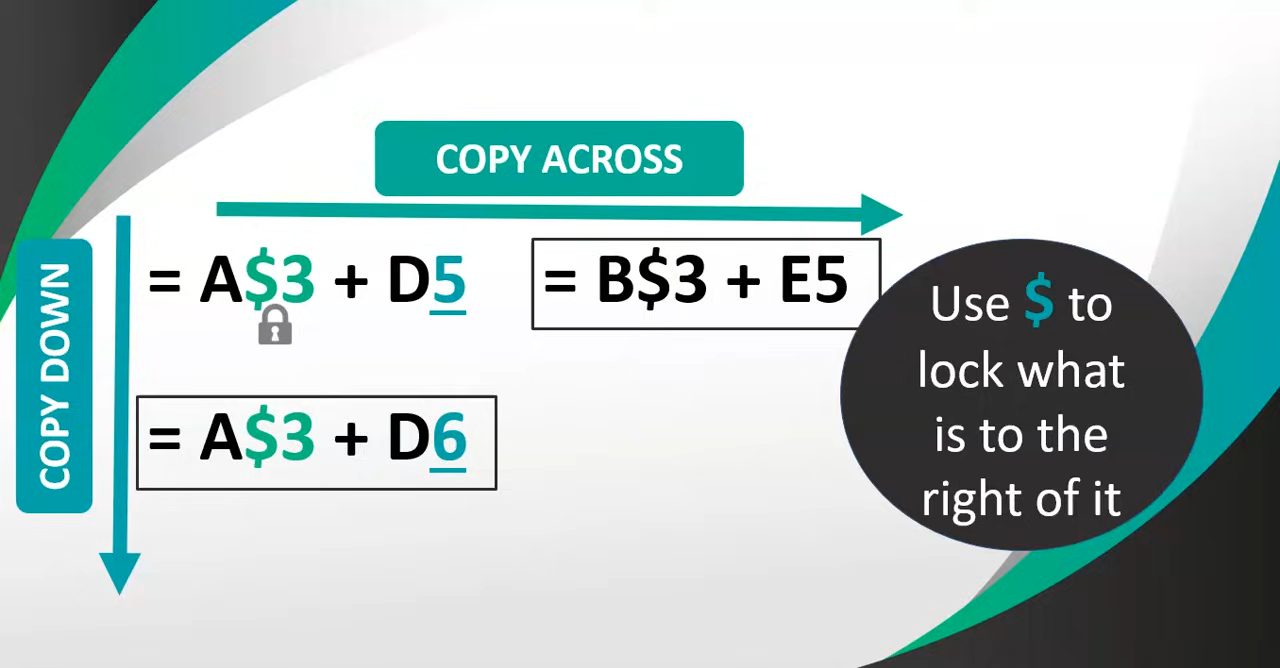 COPY ACROSS
COPY DOWN
= A$3 + D5
= B$3 + E5
= A$3 + D6
Use $ to
lock what
is to the
right of it